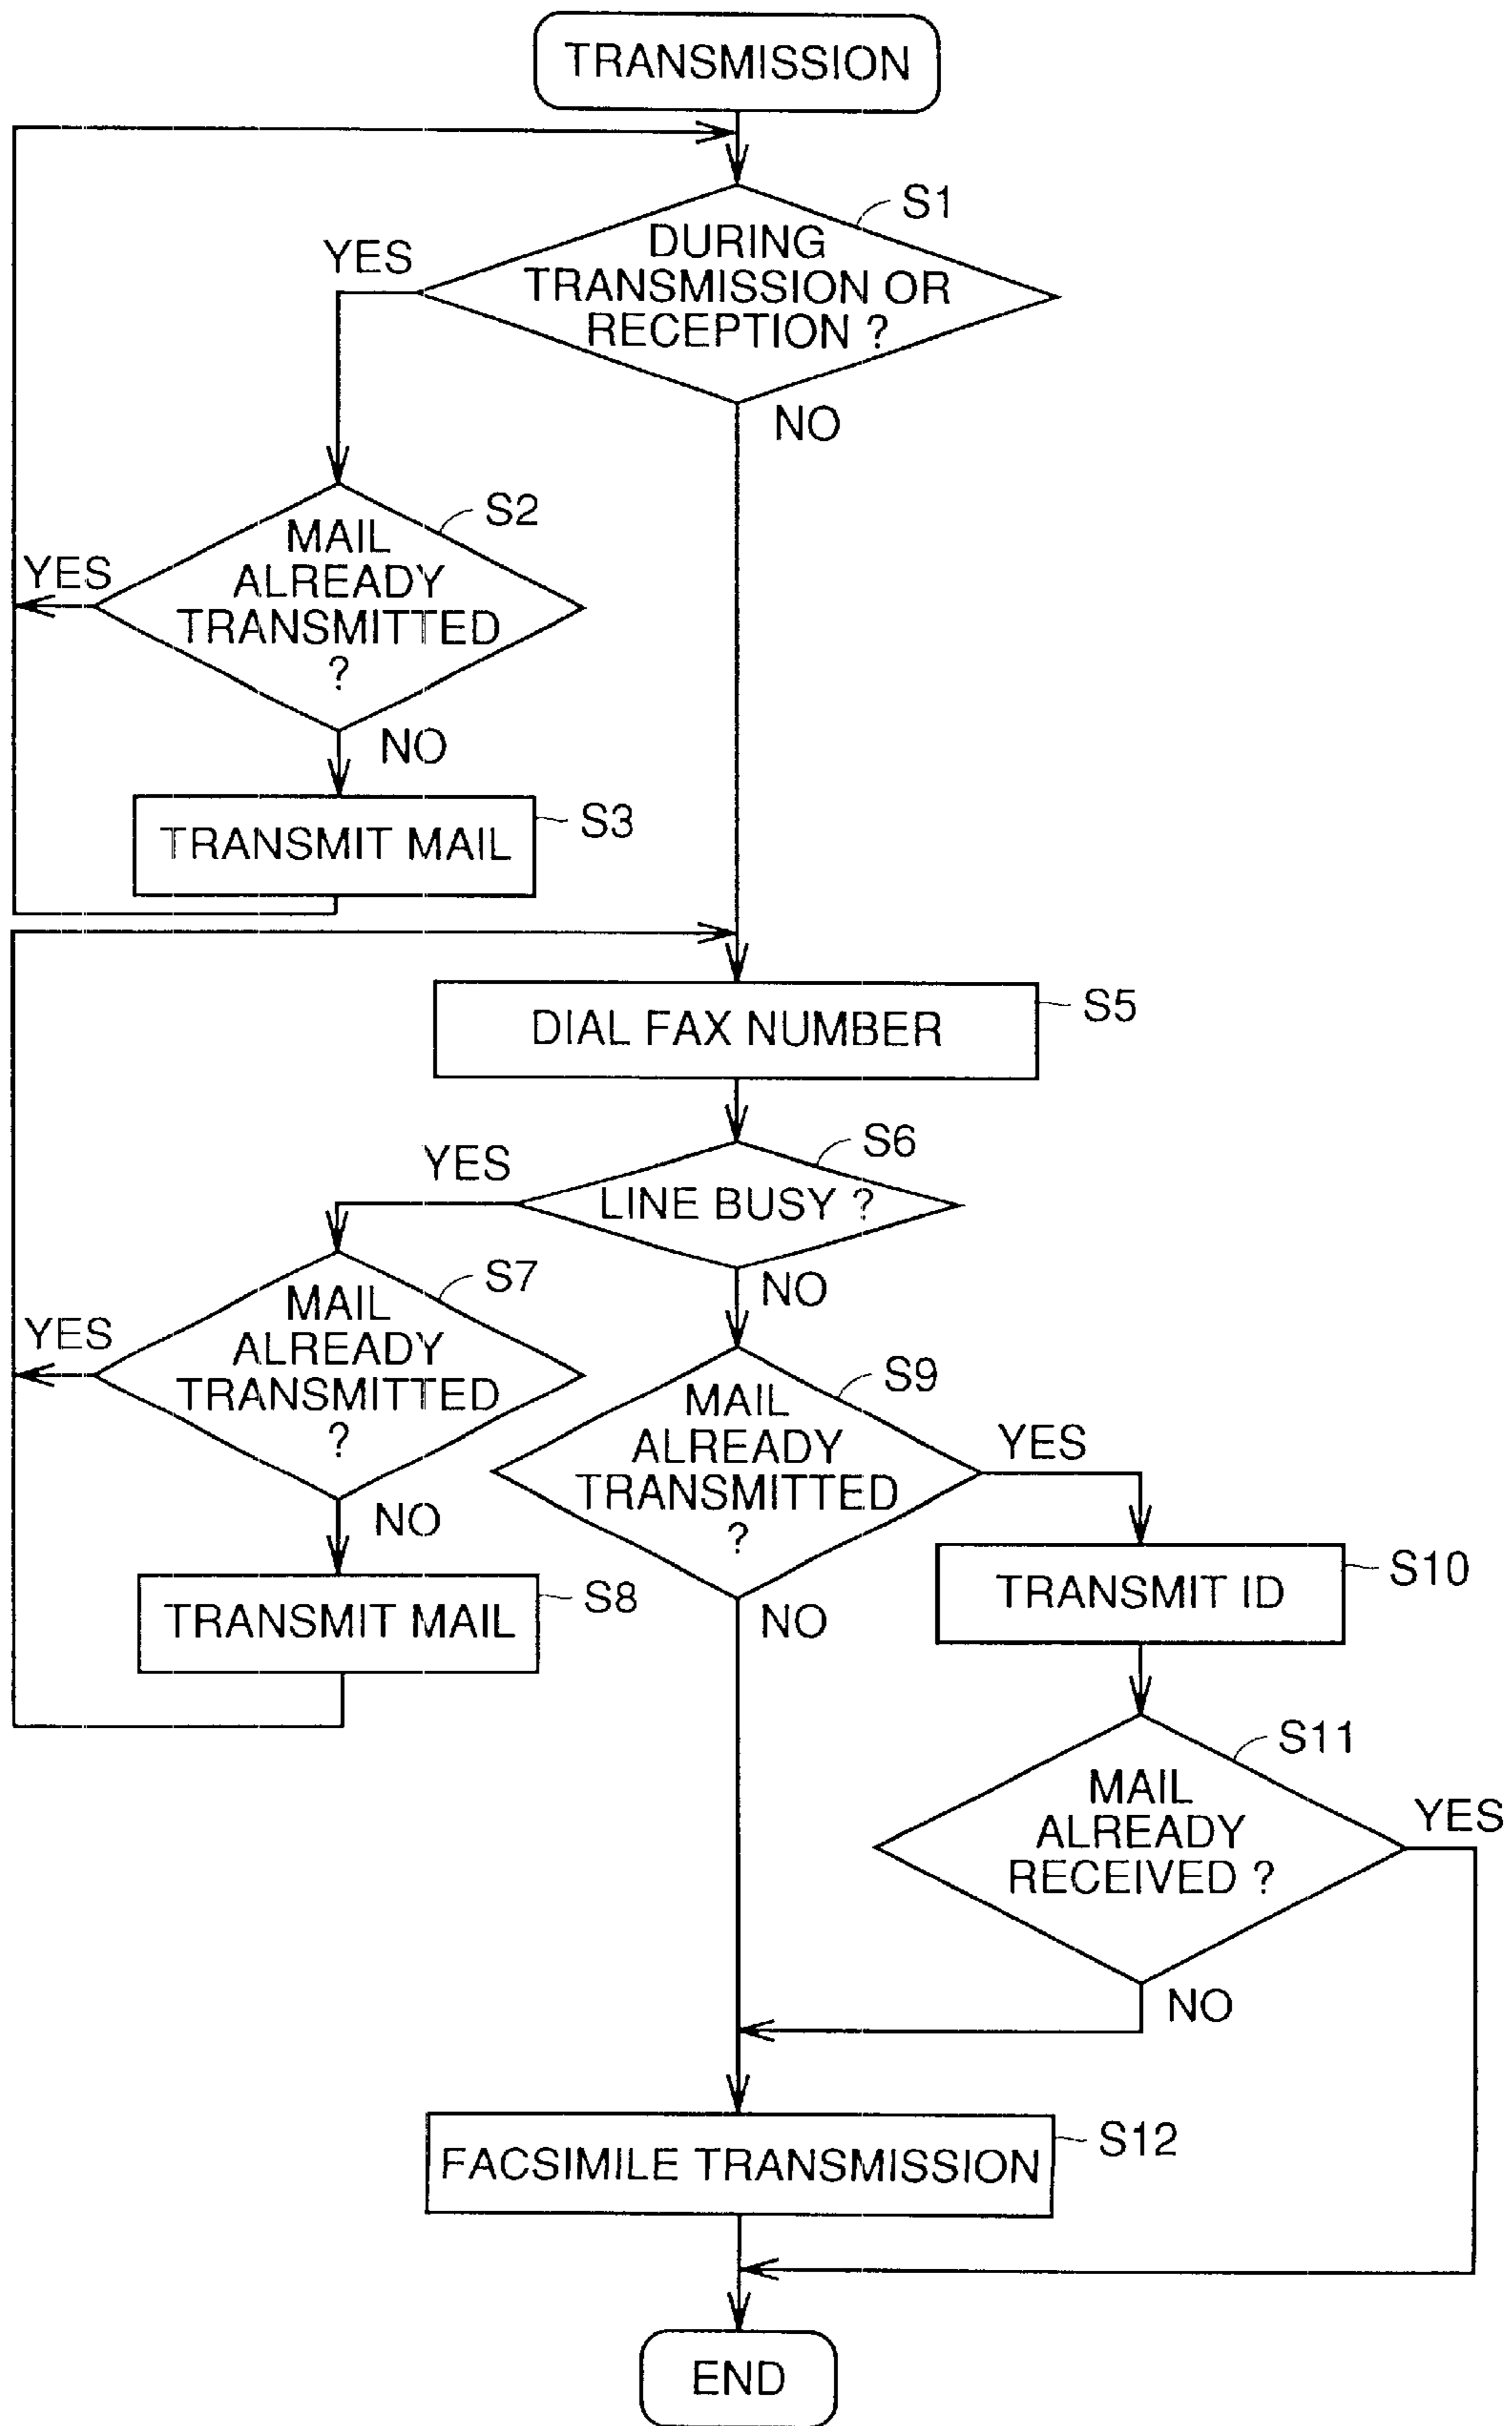 TRANSMISSION
S1
DURING
TRANSMISSION OR
RECEPTION ?
YES
NO
S2
MAIL
ALREADY
TRANSMITTED
?
YES
NO
TRANSMIT MAIL
S3
DIAL FAX NUMBER
S5
S6
LINE BUSY ?
YES
NO
S7
MAIL
ALREADY
TRANSMITTED
?
YES
NO
TRANSMIT MAIL
S8
S9
MAIL
ALREADY
TRANSMITTED
?
YES
NO
TRANSMIT ID
S10
S11
MAIL
ALREADY
RECEIVED ?
YES
NO
FACSIMILE TRANSMISSION
S12
END